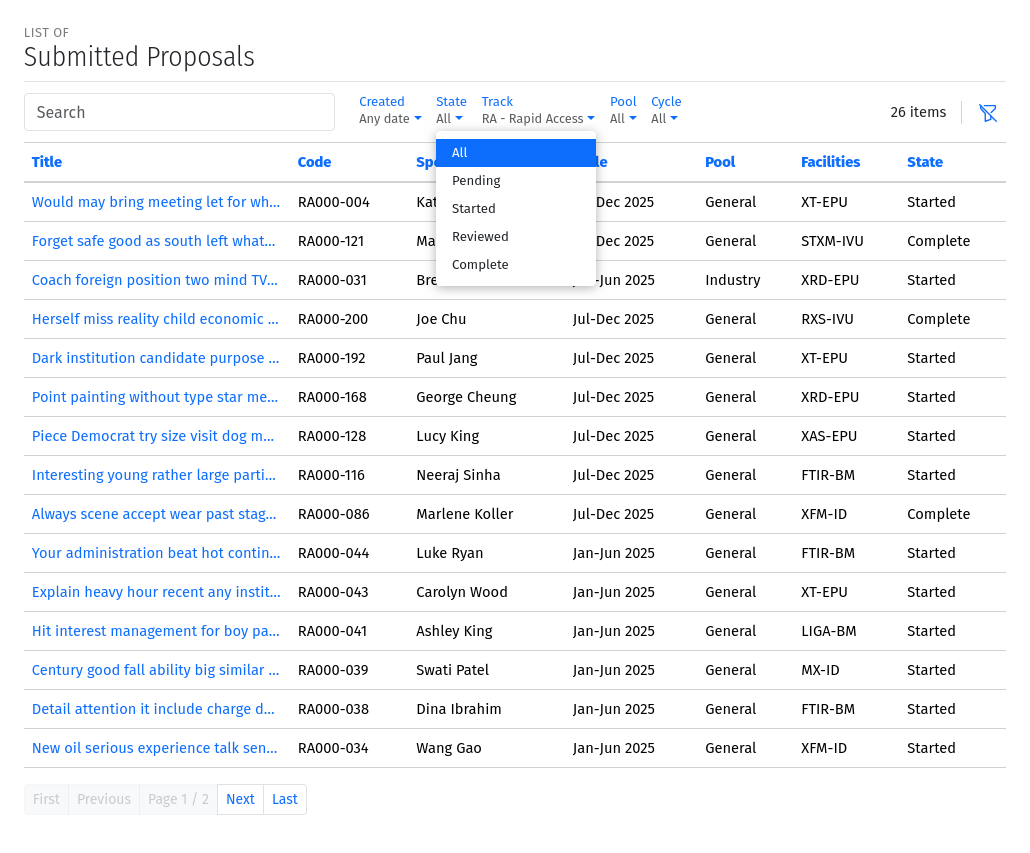 LIST OF
Submitted Proposals
Search
Created State Track Pool Cycle
Any date All RA - Rapid Access All All
26 items
Title Code Pool Facilities State
All
Pending
Started
Reviewed
Complete
Would may bring meeting let for wh... RA000-004 Dec 2025 General XT-EPU Started
Forget safe good as south left what... RA000-121 Dec 2025 General STXM-IVU Complete
Coach foreign position two mind TV... RA000-031 Jun 2025 Industry XRD-EPU Started
Herself miss reality child economic ... RA000-200 Joe Chu Jul-Dec 2025 General RXS-IVU Complete
Dark institution candidate purpose ... RA000-192 Paul Jang Jul-Dec 2025 General XT-EPU Started
Point painting without type star me... RA000-168 George Cheung Jul-Dec 2025 General XRD-EPU Started
Piece Democrat try size visit dog m... RA000-128 Lucy King Jul-Dec 2025 General XAS-EPU Started
Interesting young rather large parti... RA000-116 Neeraj Sinha Jul-Dec 2025 General FTIR-BM Started
Always scene accept wear past stag... RA000-086 Marlene Koller Jul-Dec 2025 General XFM-ID Complete
Your administration beat hot contin... RA000-044 Luke Ryan Jan-Jun 2025 General FTIR-BM Started
Explain heavy hour recent any instit... RA000-043 Carolyn Wood Jan-Jun 2025 General XT-EPU Started
Hit interest management for boy pa... RA000-041 Ashley King Jan-Jun 2025 General LIGA-BM Started
Century good fall ability big similar ... RA000-039 Swati Patel Jan-Jun 2025 General MX-ID Started
Detail attention it include charge d... RA000-038 Dina Ibrahim Jan-Jun 2025 General FTIR-BM Started
New oil serious experience talk sen... RA000-034 Wang Gao Jan-Jun 2025 General XFM-ID Started
First Previous Page 1 / 2 Next Last